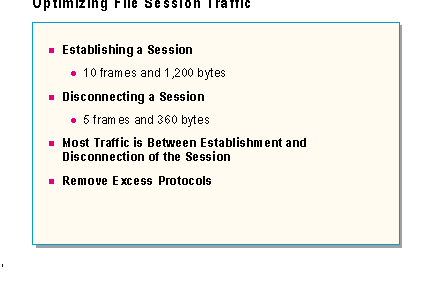 Optimizing File Session Traffic
Establishing a Session
10 frames and 1,200 bytes
Disconnecting a Session
5 frames and 360 bytes
Most Traffic is Between Establishment and
Disconnection of the Session
Remove Excess Protocols